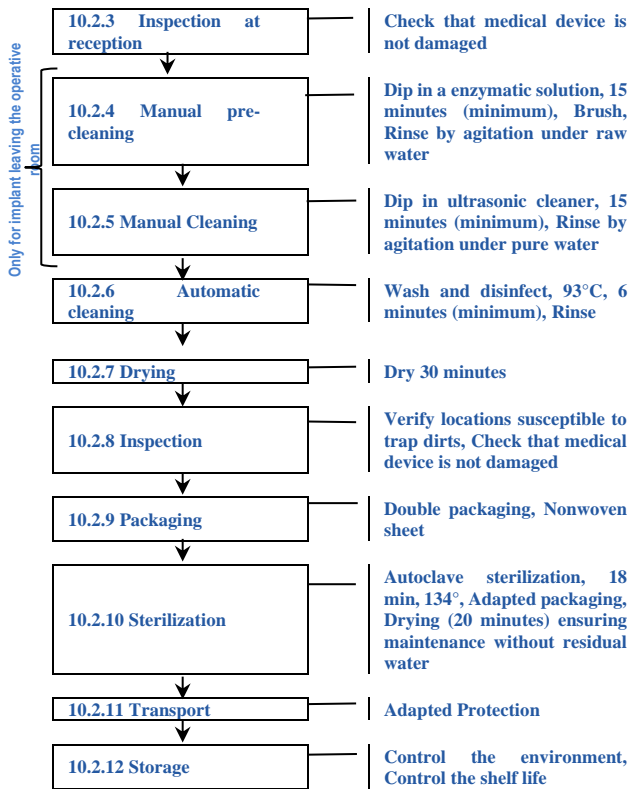 10.2.3 Inspection at
reception
Check that medical device is
not damaged
Only for implant leaving the operative
room
10.2.4 Manual pre-
cleaning
Dip in a enzymatic solution, 15
minutes (minimum), Brush,
Rinse by agitation under raw
water
10.2.5 Manual Cleaning
Dip in ultrasonic cleaner, 15
minutes (minimum), Rinse by
agitation under pure water
10.2.6 Automatic
cleaning
Wash and disinfect, 93°C, 6
minutes (minimum), Rinse
10.2.7 Drying
Dry 30 minutes
10.2.8 Inspection
Verify locations susceptible to
trap dirts, Check that medical
device is not damaged
10.2.9 Packaging
Double packaging, Nonwoven
sheet
10.2.10 Sterilization
Autoclave sterilization, 18
min, 134°, Adapted packaging,
Drying (20 minutes) ensuring
maintenance without residual
water
10.2.11 Transport
Adapted Protection
10.2.12 Storage
Control the environment,
Control the shelf life